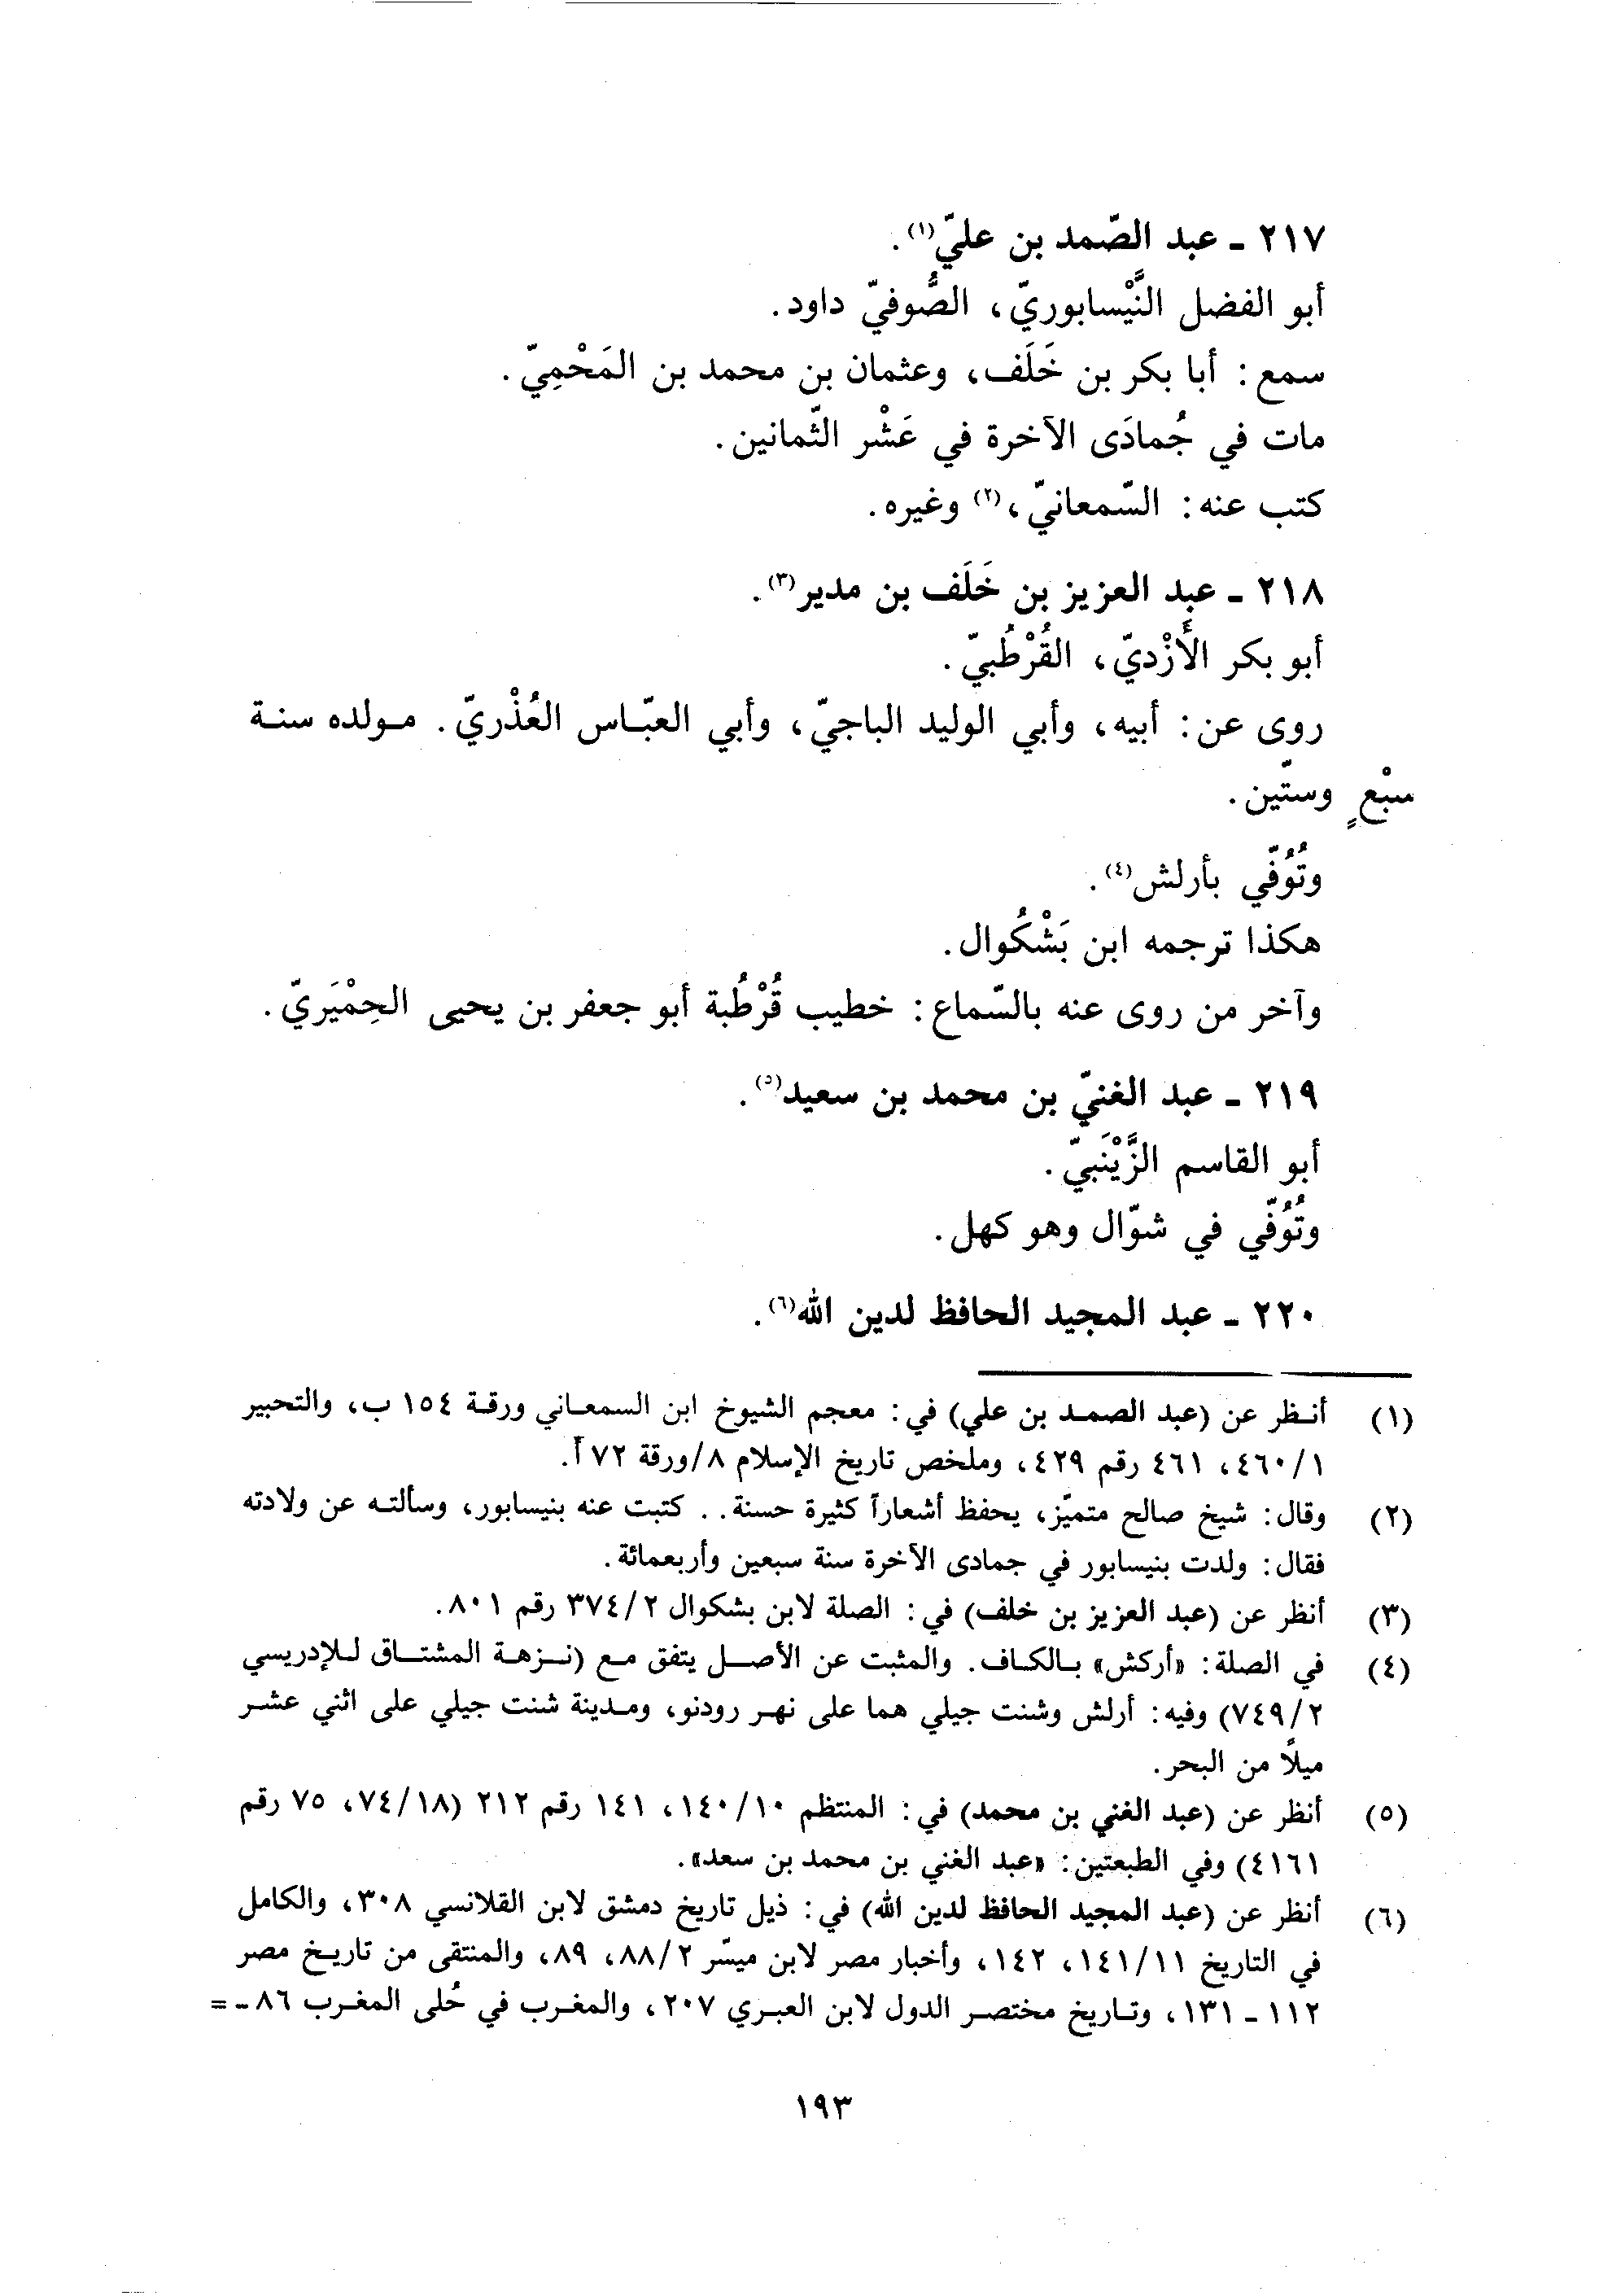 ٢١٧ ـ عبد الصّمد بن عليّ(١).
أبو الفضل النَّيْسابوريّ، الصُّوفيّ داود.
سمع: أبا بكر بن خَلَف، وعثمان بن محمد بن المَحْمِيّ.
مات في جُمادَى الآخرة في عَشْر الثّمانين.
كتب عنه: السّمعانيّ،(٢) وغيره.
٢١٨ ـ عبد العزيز بن خَلَف بن مدير(٣).
أبو بكر الأَزْديّ، القُرْطُبيّ.
روى عن: أبيه، وأبي الوليد الباجيّ، وأبي العبّاس العُذْريّ. مولده سنة
سبْعٍ وستّين.
وتُوُفّي بأرلش(٤).
هكذا ترجمه ابن بَشْكُوال.
وآخر من روى عنه بالسّماع: خطيب قُرْطُبة أبو جعفر بن يحيى الحِمْيَريّ.
٢١٩ ـ عبد الغنيّ بن محمد بن سعيد(٥).
أبو القاسم الزَّيْنَبيّ.
وتُوُفّي في شوّال وهو كهل.
٢٢٠ ـ عبد المجيد الحافظ لدين الله(٦).
(١) أنظر عن (عبد الصمد بن علي) في: معجم الشيوخ ابن السمعاني ورقة ١٥٤ ب، والتحبير
١/٤٦٠، ٤٦١ رقم ٤٢٩، وملخص تاريخ الإسلام ٨/ورقة ٧٢ أ.
(٢) وقال: شيخ صالح متميّز، يحفظ أشعاراً كثيرة حسنة.. كتبت عنه بنيسابور، وسألته عن ولادته
فقال: ولدت بنيسابور في جمادى الآخرة سنة سبعين وأربعمائة.
(٣) أنظر عن (عبد العزيز بن خلف) في: الصلة لابن بشكوال ٢/٣٧٤ رقم ٨٠١.
(٤) في الصلة: «أركش» بالكاف. والمثبت عن الأصل يتفق مع (نزهة المشتاق للإدريسي
٢/٧٤٩) وفيه: أرلش وشنت جيلي هما على نهر رودنو، ومدينة شنت جيلي على اثني عشر
ميلاً من البحر.
(٥) أنظر عن (عبد الغني بن محمد) في: المنتظم ١٠/١٤٠، ١٤١ رقم ٢١٢ (١٨/٧٤، ٧٥ رقم
٤١٦١) وفي الطبعتين: «عبد الغني بن محمد بن سعد».
(٦) أنظر عن (عبد المجيد الحافظ لدين الله) في: ذيل تاريخ دمشق لابن القلانسي ٣٠٨، والكامل
في التاريخ ١١/١٤١، ١٤٢، وأخبار مصر لابن ميسّر ٢/٨٨، ٨٩، والمنتقى من تاريخ مصر
١١٢ ـ ١٣١، وتاريخ مختصر الدول لابن العبري ٢٠٧، والمغرب في حُلى المغرب ٨٦ ـ =
١٩٣